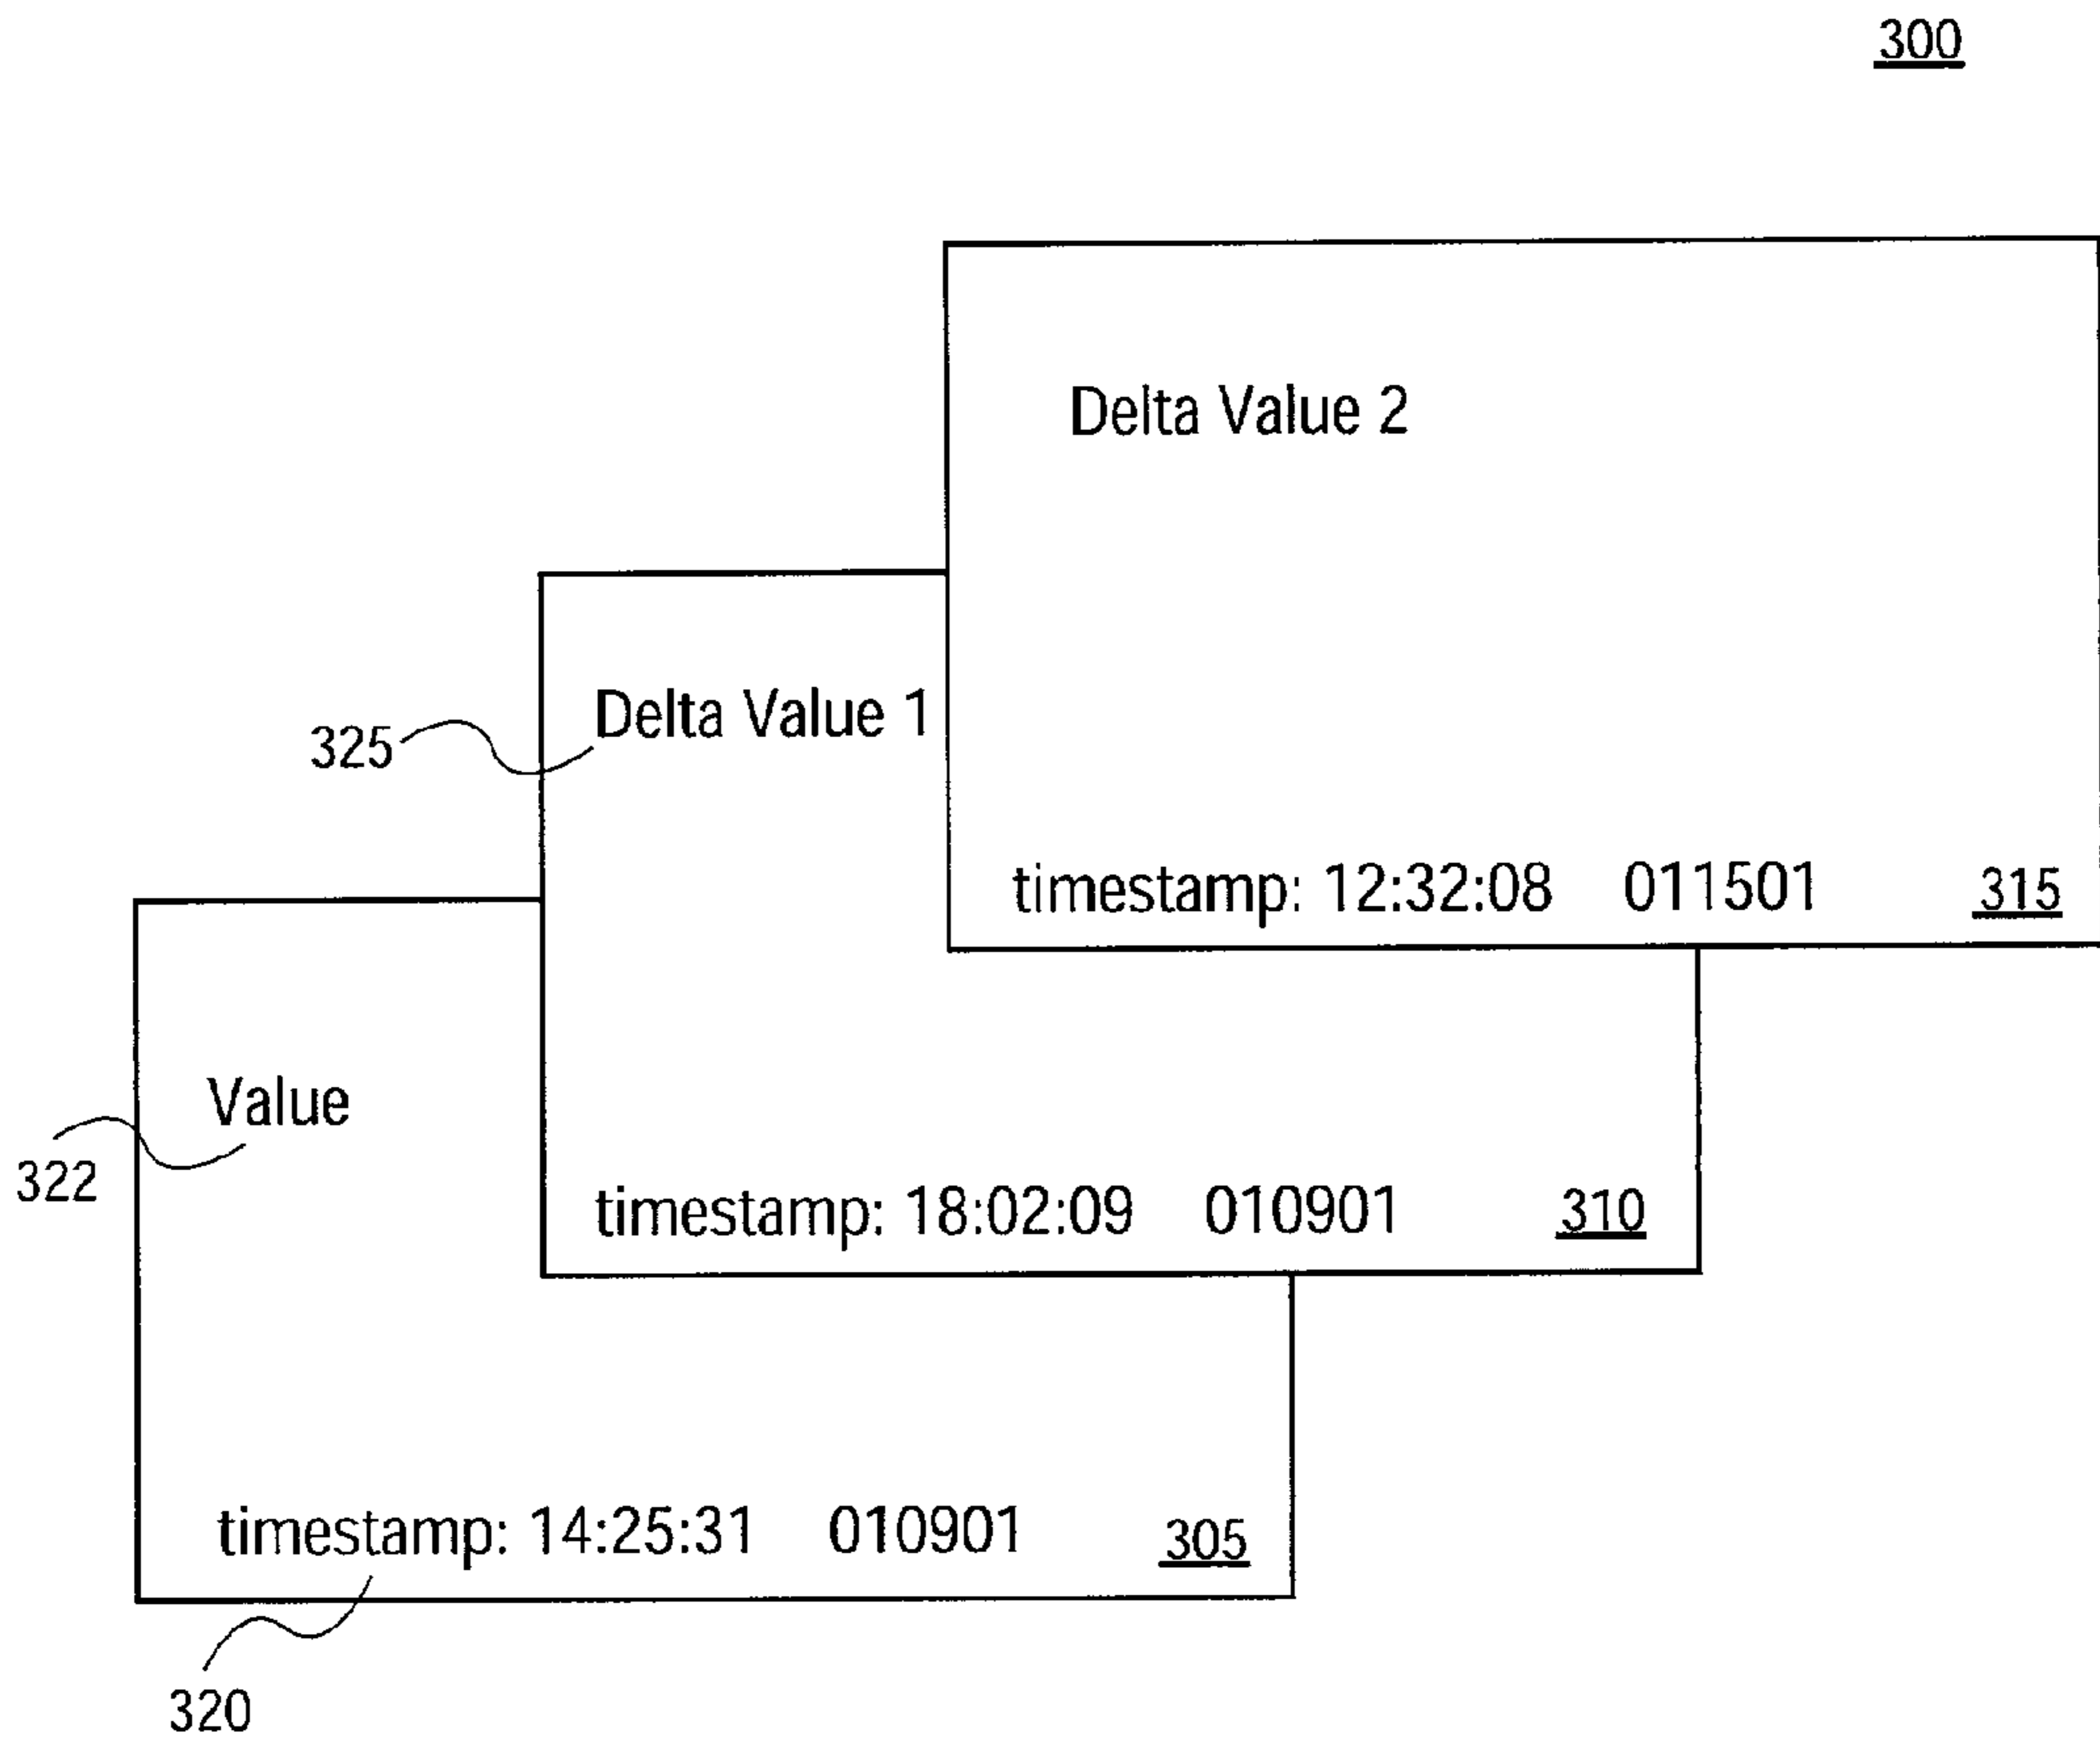 300
Delta Value 2
timestamp: 12:32:08 011501 315
325
Delta Value 1
timestamp: 18:02:09 010901 310
Value
322
timestamp: 14:25:31 010901 305
320